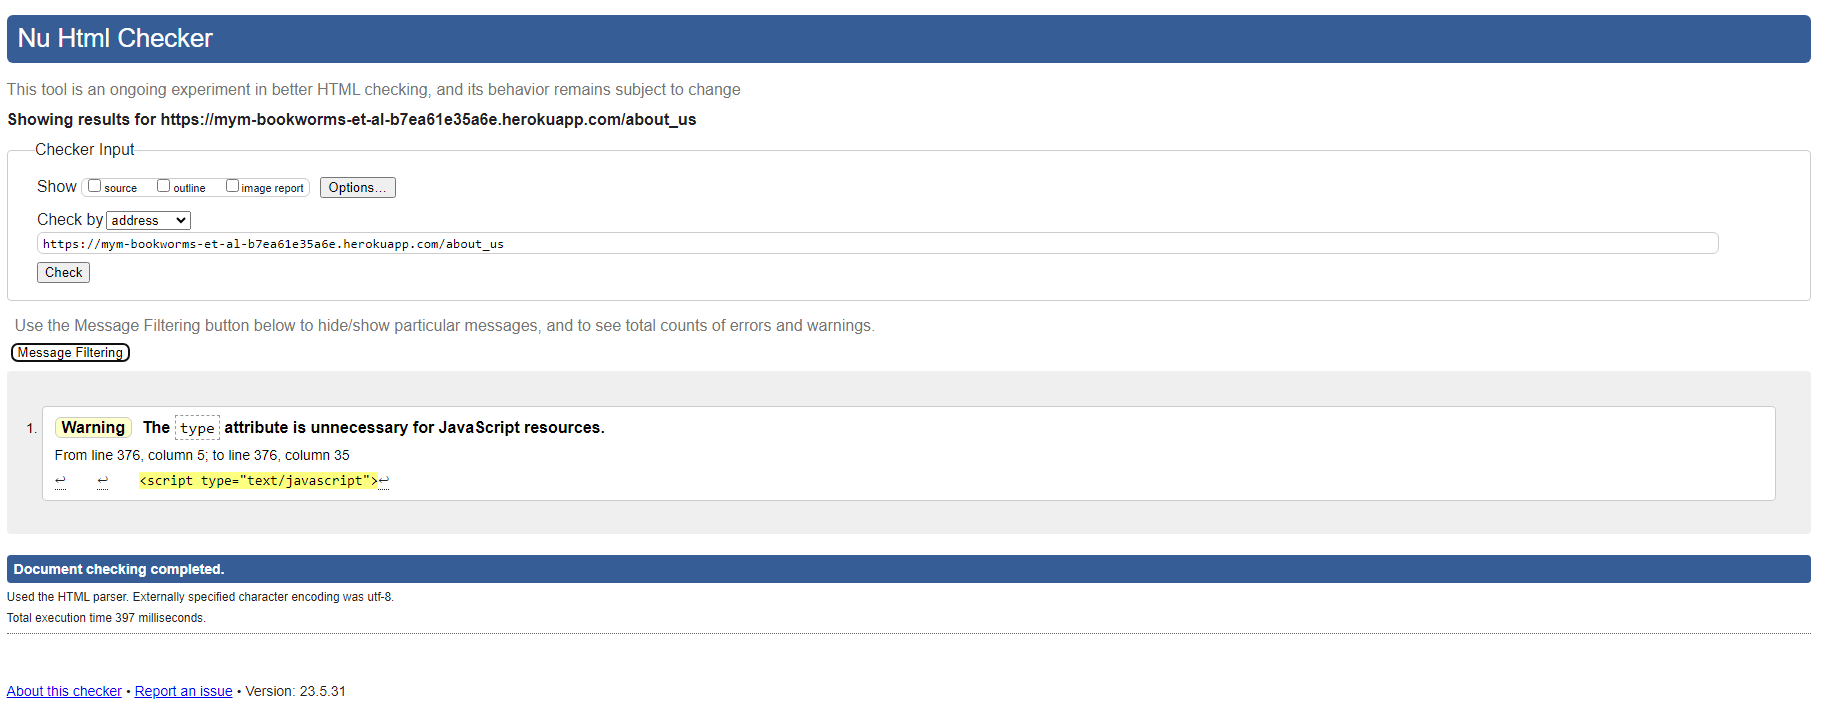 Nu Html Checker
This tool is an ongoing experiment in better HTML checking, and its behavior remains subject to change
Showing results for https://mym-bookworms-et-al-b7ea61e35a6e.herokuapp.com/about_us
Checker Input
Show source outline image report Options...
Check by address
https://mym-bookworms-et-al-b7ea61e35a6e.herokuapp.com/about_us
Check
Use the Message Filtering button below to hide/show particular messages, and to see total counts of errors and warnings.
Message Filtering
1. Warning The type attribute is unnecessary for JavaScript resources.
From line 376, column 5; to line 376, column 35
↩ ↩ <script type="text/javascript">↩
Document checking completed.
Used the HTML parser. Externally specified character encoding was utf-8.
Total execution time 397 milliseconds.
About this checker • Report an issue • Version: 23.5.31